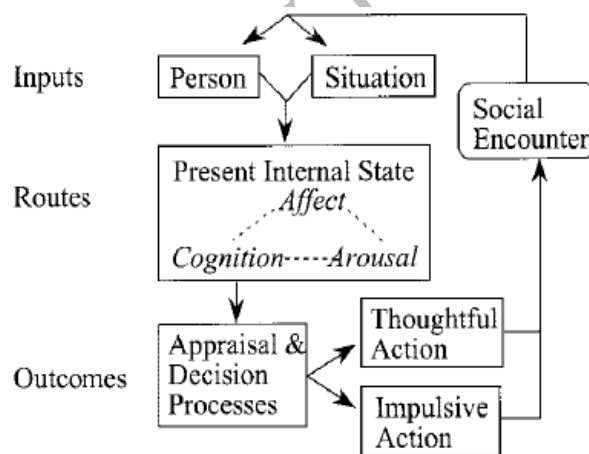 Inputs
Person
Situation
Social
Encounter
Routes
Present Internal State
Affect
Cognition
Arousal
Outcomes
Appraisal &
Decision
Processes
Thoughtful
Action
Impulsive
Action